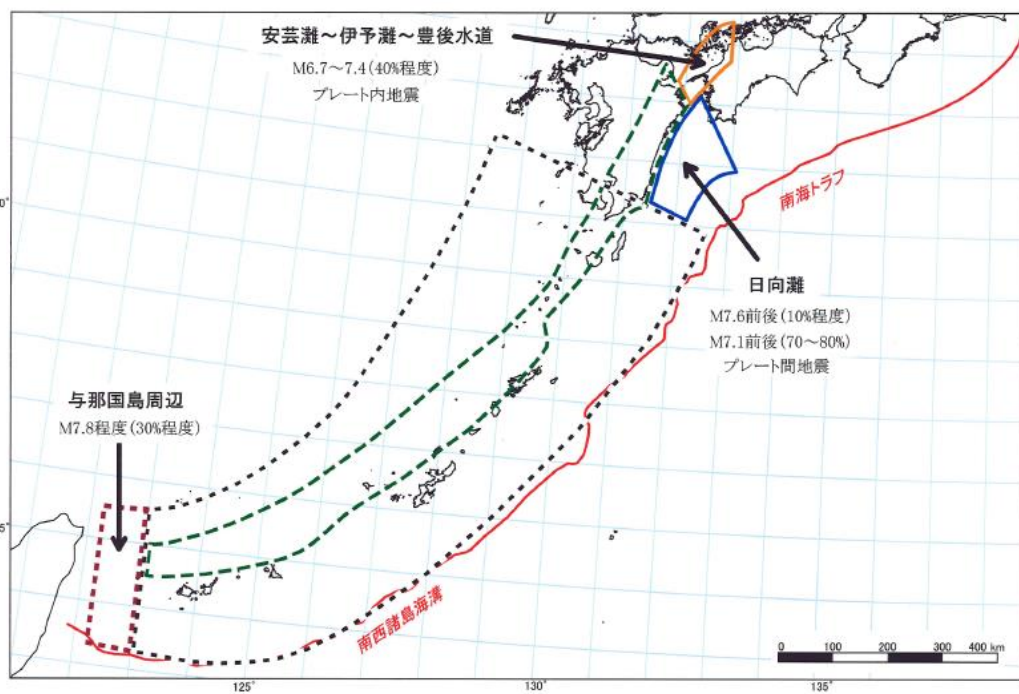 安芸灘～伊予灘～豊後水道
M6.7～7.4(40%程度)
プレート内地震
0°
南海トラフ
日向灘
M7.6前後(10%程度)
M7.1前後(70～80%)
プレート間地震
与那国島周辺
M7.8程度(30%程度)
5°
南西諸島海溝
0 100 200 300 400 km
125°
130°
135°